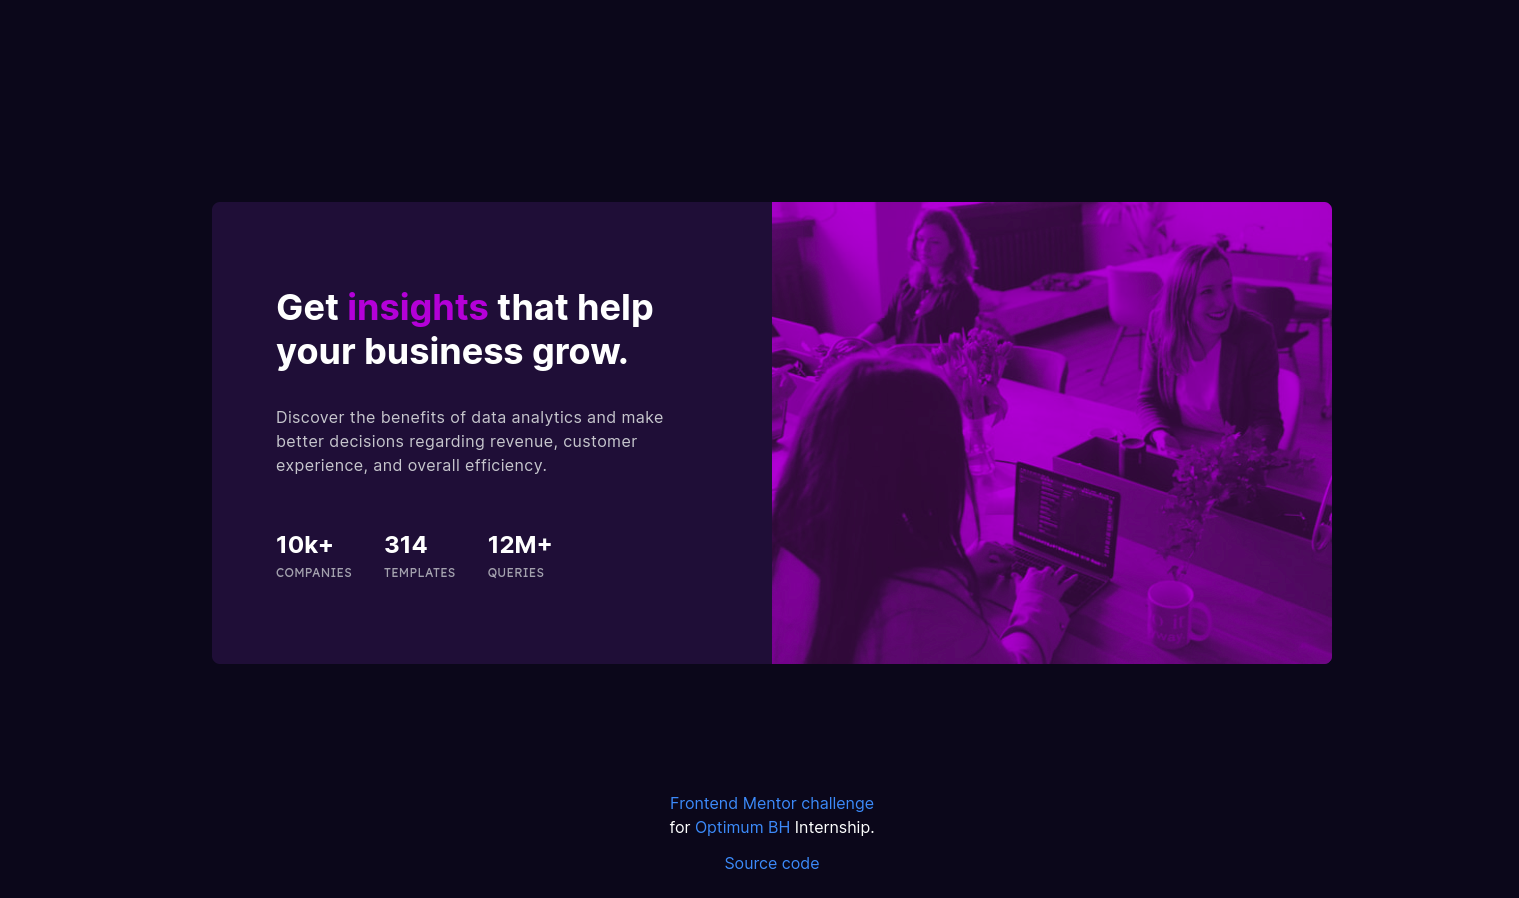 Get insights that help
your business grow.
Discover the benefits of data analytics and make
better decisions regarding revenue, customer
experience, and overall efficiency.
10k+ 314 12M+
COMPANIES TEMPLATES QUERIES
Frontend Mentor challenge
for Optimum BH Internship.
Source code